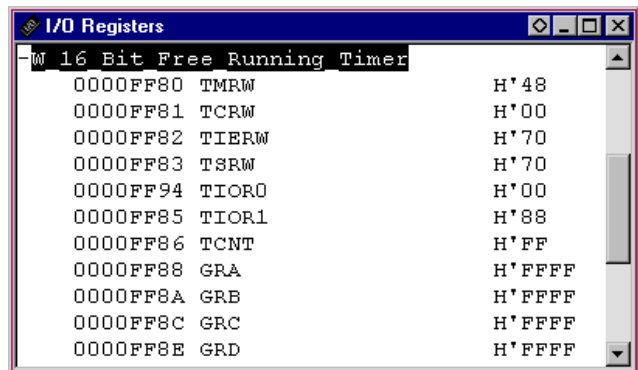 I/O Registers
-W 16 Bit Free Running Timer
0000FF80 TMRW H'48
0000FF81 TCRW H'00
0000FF82 TIERW H'70
0000FF83 TSRW H'70
0000FF94 TIOR0 H'00
0000FF85 TIOR1 H'88
0000FF86 TCNT H'FF
0000FF88 GRA H'FFFF
0000FF8A GRB H'FFFF
0000FF8C GRC H'FFFF
0000FF8E GRD H'FFFF